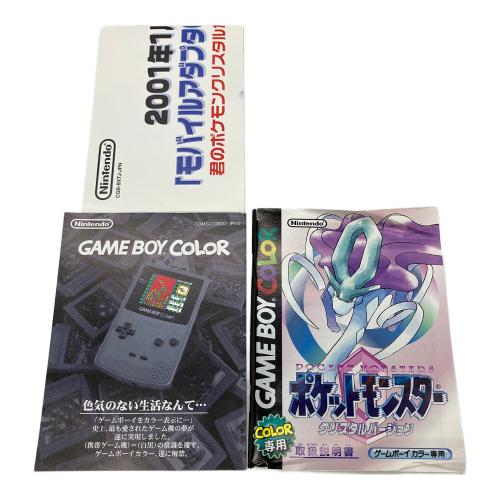 2001年1
「モバイルアダプタ
君のポケモンクリスタル
Nintendo
CGB-BXTJ-JPN
Nintendo
GAME BOY COLOR
GAME BOY COLOR
色気のない生活なんて…
「ゲームボーイをカラー表示に…」
史上、最も愛されたゲーム機の夢が
遂に実現しました。
(携帯ゲーム機)=(白黒)の常識を覆す、
ゲームボーイカラー、遂に解禁。
Nintendo
GAME BOY COLOR
POCKET MONSTERS
ポケットモンスター
クリスタルバージョン
COLOR
専用
取扱説明書
ゲームボーイカラー専用